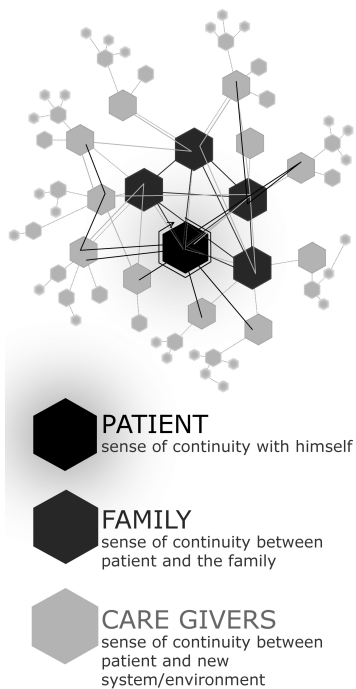 PATIENT
sense of continuity with himself
FAMILY
sense of continuity between
patient and the family
CARE GIVERS
sense of continuity between
patient and new
system/environment